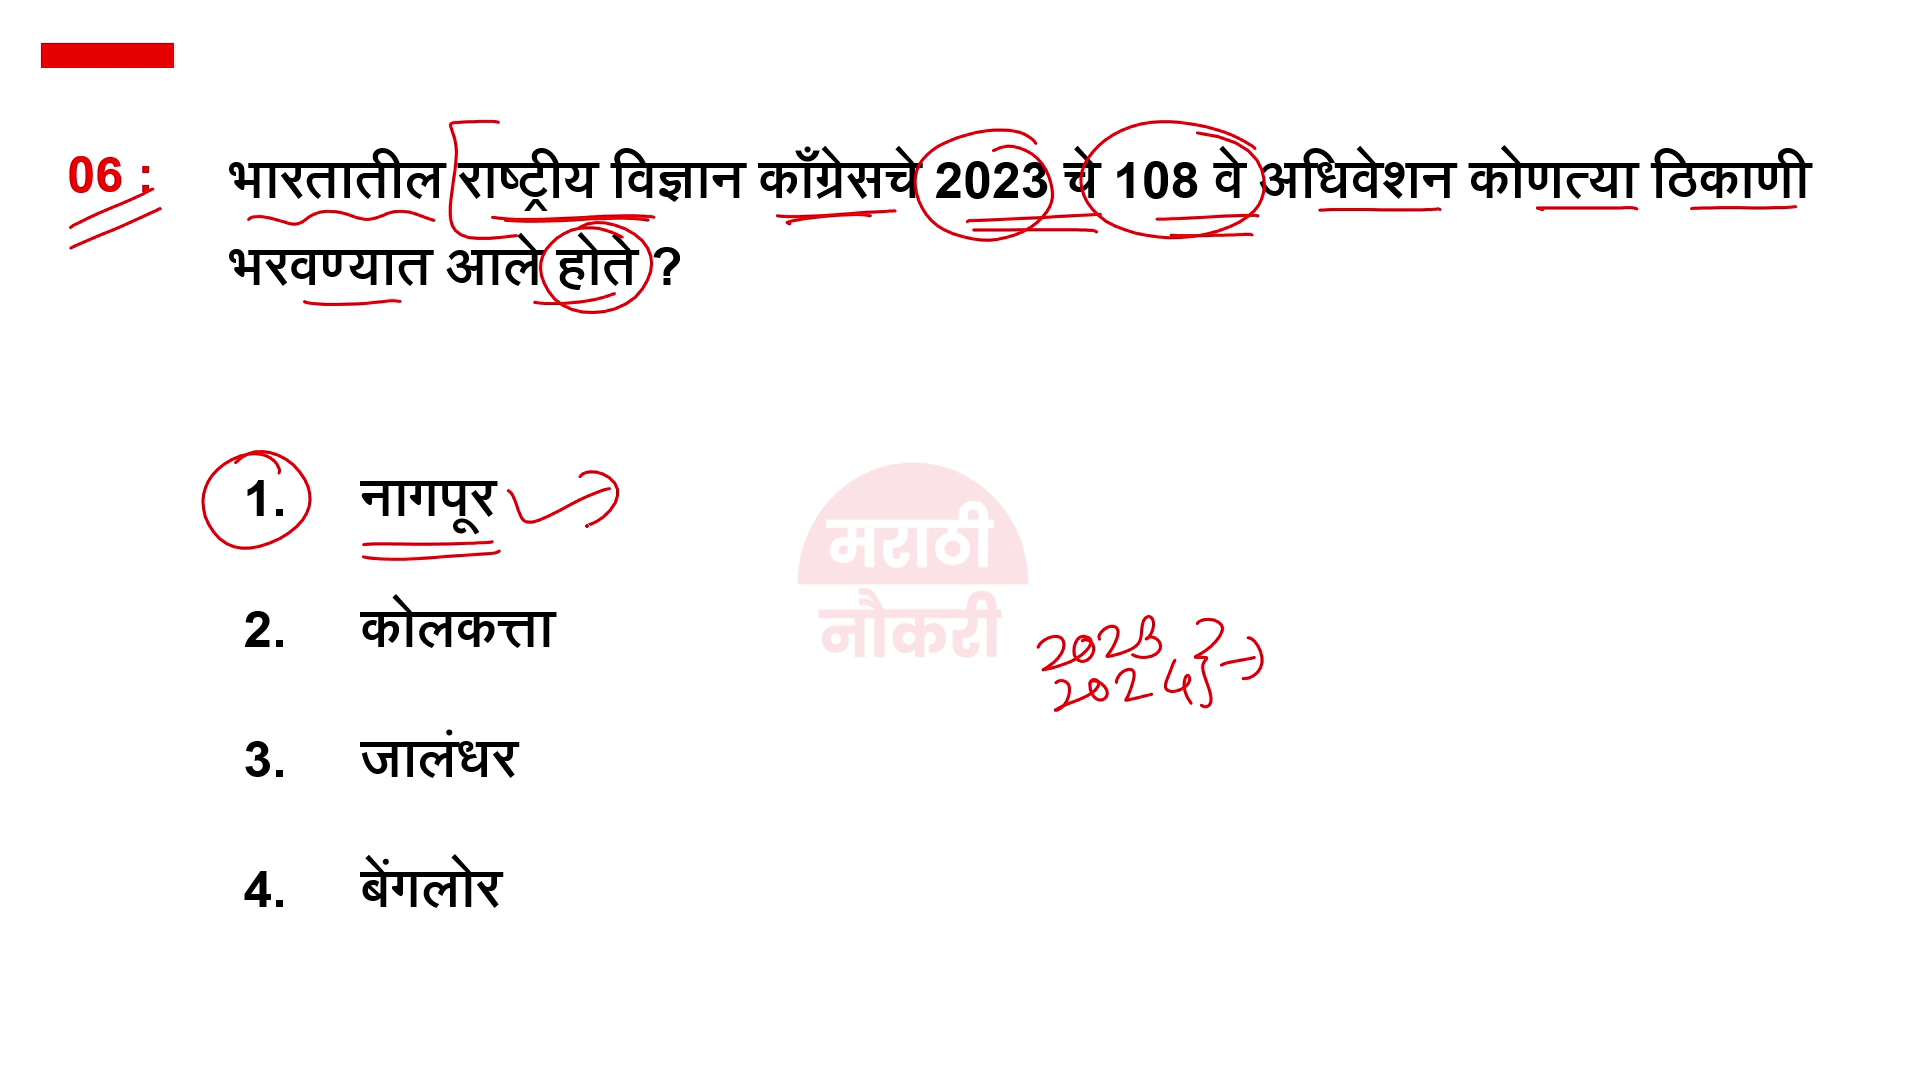 06 : भारतातील राष्ट्रीय विज्ञान काँग्रेसचे 2023 चे 108 वे अधिवेशन कोणत्या ठिकाणी
भरवण्यात आले होते ?
1. नागपूर
मराठी
नौकरी
2. कोलकत्ता
2023
2024
3. जालंधर
4. बेंगलोर